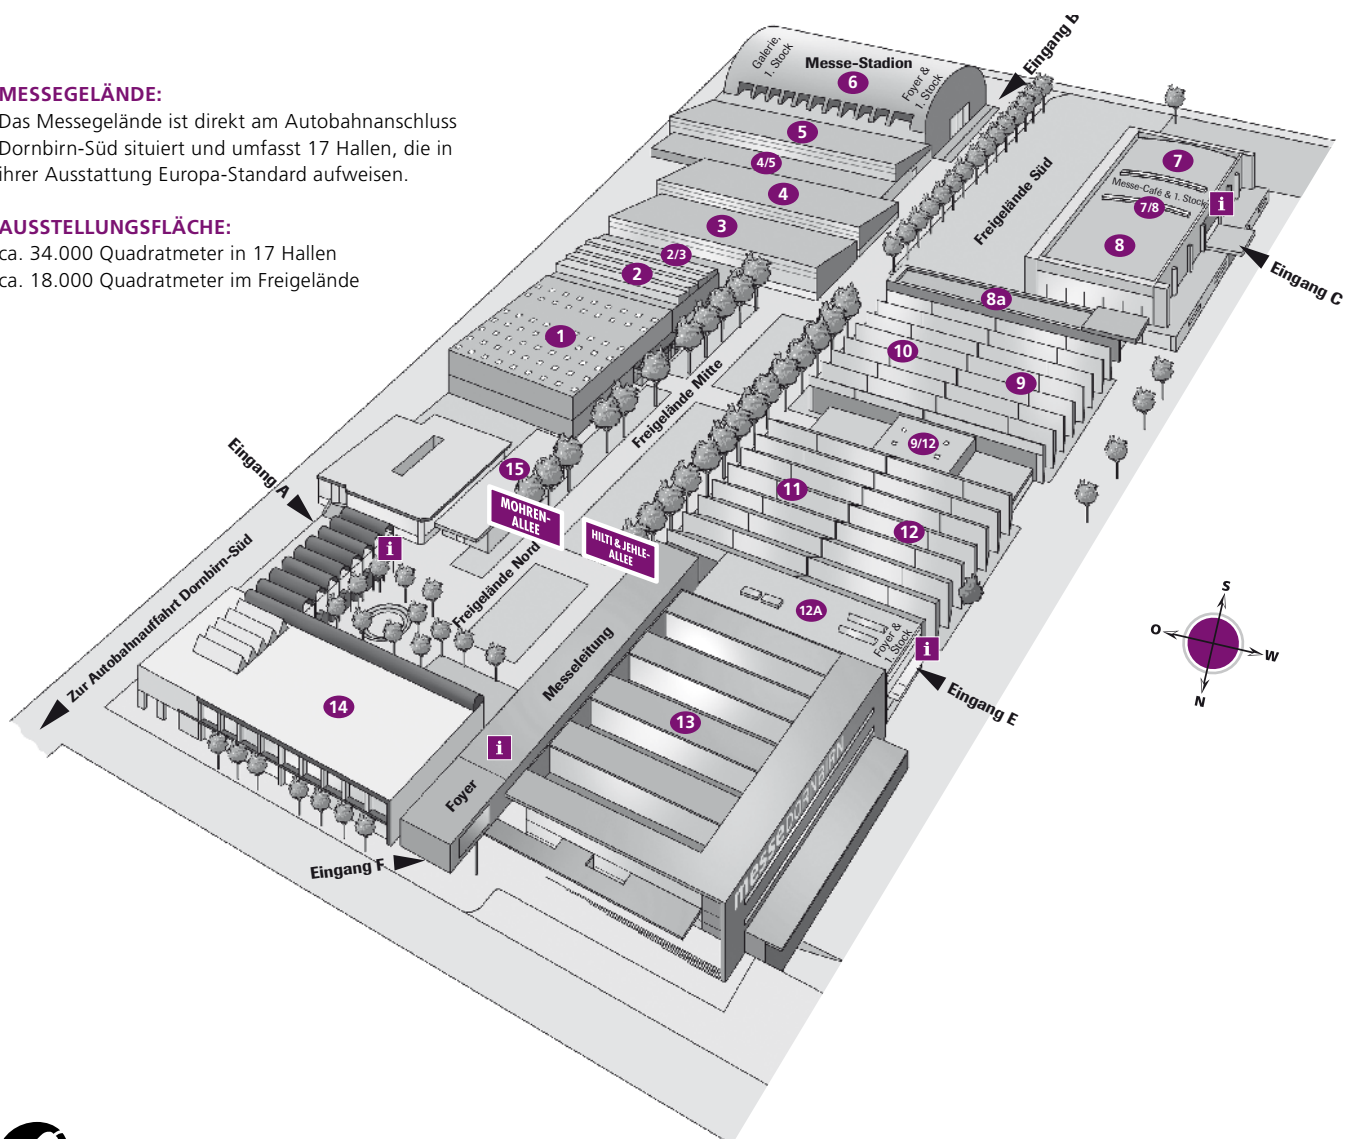 MESSEGELÄNDE:
Das Messegelände ist direkt am Autobahnanschluss
Dornbirn-Süd situiert und umfasst 17 Hallen, die in
ihrer Ausstattung Europa-Standard aufweisen.
AUSSTELLUNGSFLÄCHE:
ca. 34.000 Quadratmeter in 17 Hallen
ca. 18.000 Quadratmeter im Freigelände
Galerie,
1. Stock
Messe-Stadion
6
Foyer &
1. Stock
Eingang B
5
4/5
4
3
2/3
2
1
Freigelände Süd
7
Messe-Café & 1. Stock
7/8
i
8
Eingang C
8a
10
9
Freigelände Mitte
9/12
11
12
Eingang A
15
MOHREN-
ALLEE
HILTI & JEHLE-
ALLEE
i
Freigelände Nord
12A
Foyer &
1. Stock
i
Eingang E
Zur Autobahnauffahrt Dornbirn-Süd
14
Messeleitung
13
i
Foyer
Eingang F
messeDORNBIRN
S
O
W
N